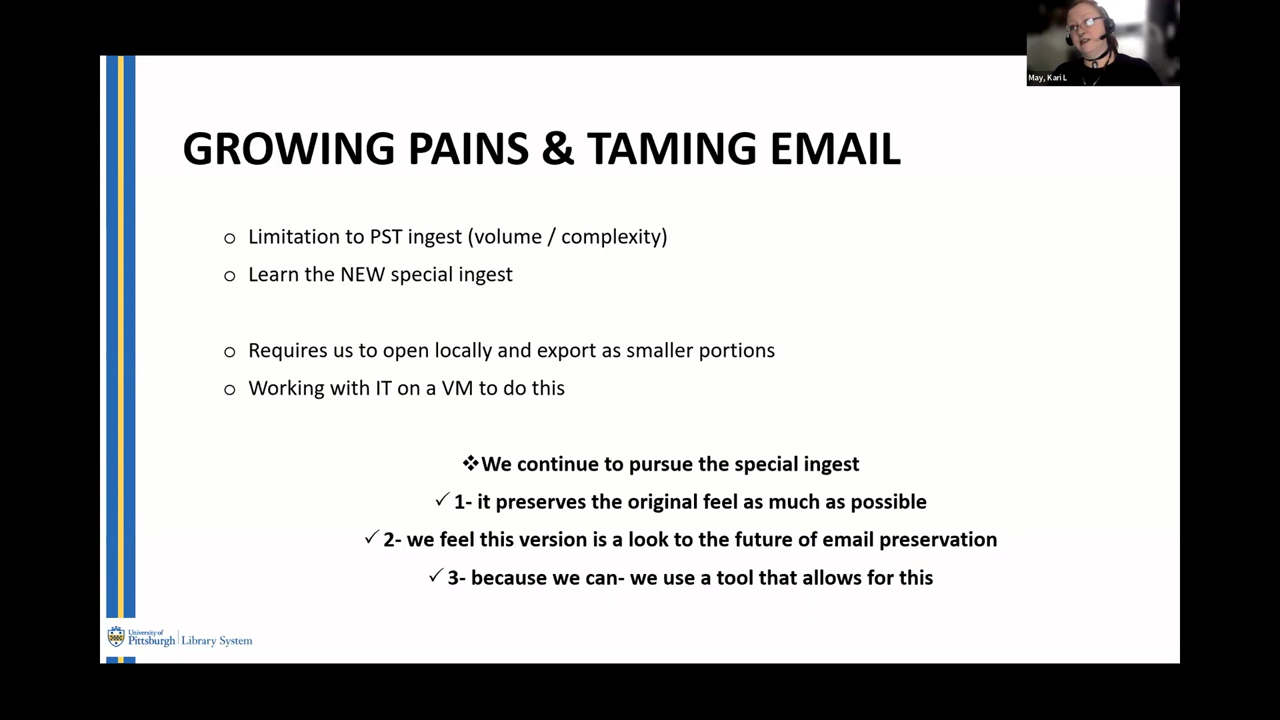 May, Kari L
GROWING PAINS & TAMING EMAIL
o Limitation to PST ingest (volume / complexity)
o Learn the NEW special ingest
o Requires us to open locally and export as smaller portions
o Working with IT on a VM to do this
❖We continue to pursue the special ingest
✓ 1- it preserves the original feel as much as possible
✓ 2- we feel this version is a look to the future of email preservation
✓ 3- because we can- we use a tool that allows for this
University of
Pittsburgh | Library System